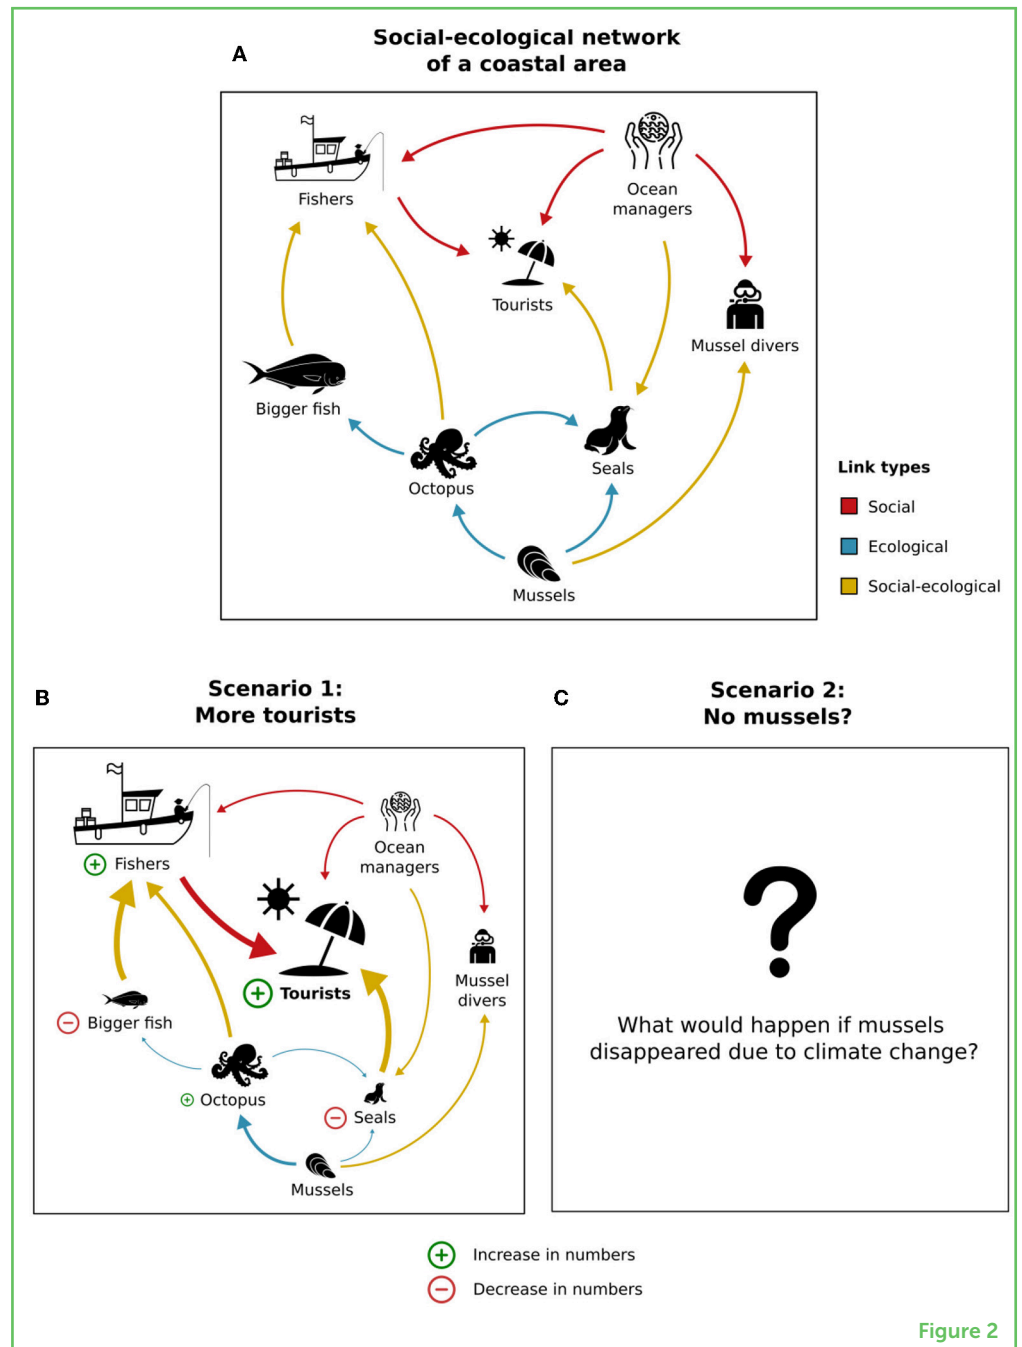 A
Social-ecological network
of a coastal area
Fishers
Ocean
managers
Tourists
Mussel divers
Bigger fish
Octopus
Seals
Mussels
Link types
Social
Ecological
Social-ecological
B
Scenario 1:
More tourists
Fishers
Ocean
managers
Tourists
Mussel
divers
Bigger fish
Octopus
Seals
Mussels
C
Scenario 2:
No mussels?
?
What would happen if mussels
disappeared due to climate change?
Increase in numbers
Decrease in numbers
Figure 2